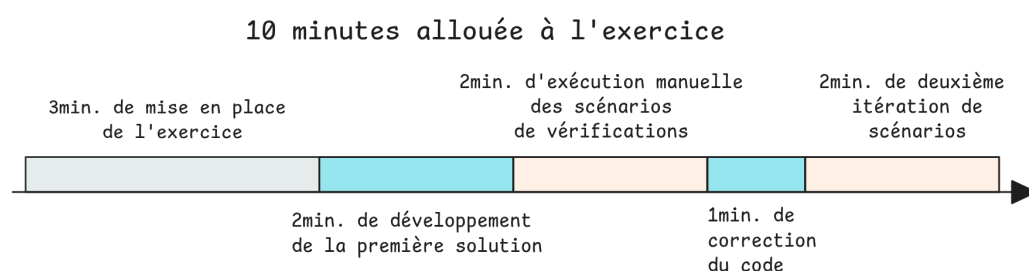 10 minutes allouée à l'exercice
3min. de mise en place
de l'exercice
2min. d'exécution manuelle
des scénarios
de vérifications
2min. de deuxième
itération de
scénarios
2min. de développement
de la première solution
1min. de
correction
du code